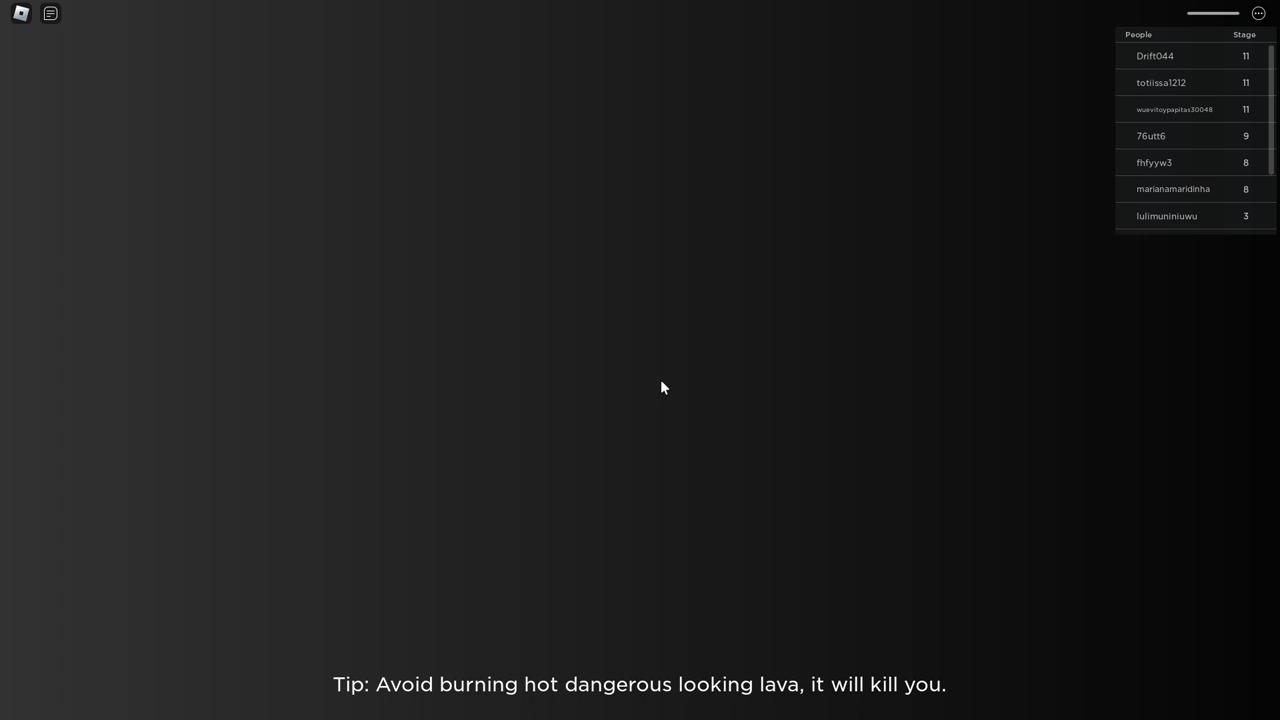 People Stage
Drift044 11
totiissa1212 11
wuevitoypapitas30048 11
76utt6 9
fhfyyw3 8
marianamaridinha 8
lulimuniniuwu 3
Tip: Avoid burning hot dangerous looking lava, it will kill you.